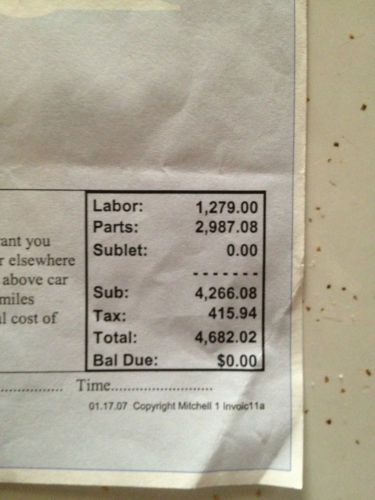 Labor: 1,279.00
Parts: 2,987.08
Sublet: 0.00
-------
Sub: 4,266.08
Tax: 415.94
Total: 4,682.02
Bal Due: $0.00
ant you
r elsewhere
above car
miles
l cost of
................ Time..........................
01.17.07 Copyright Mitchell 1 Invoic11a